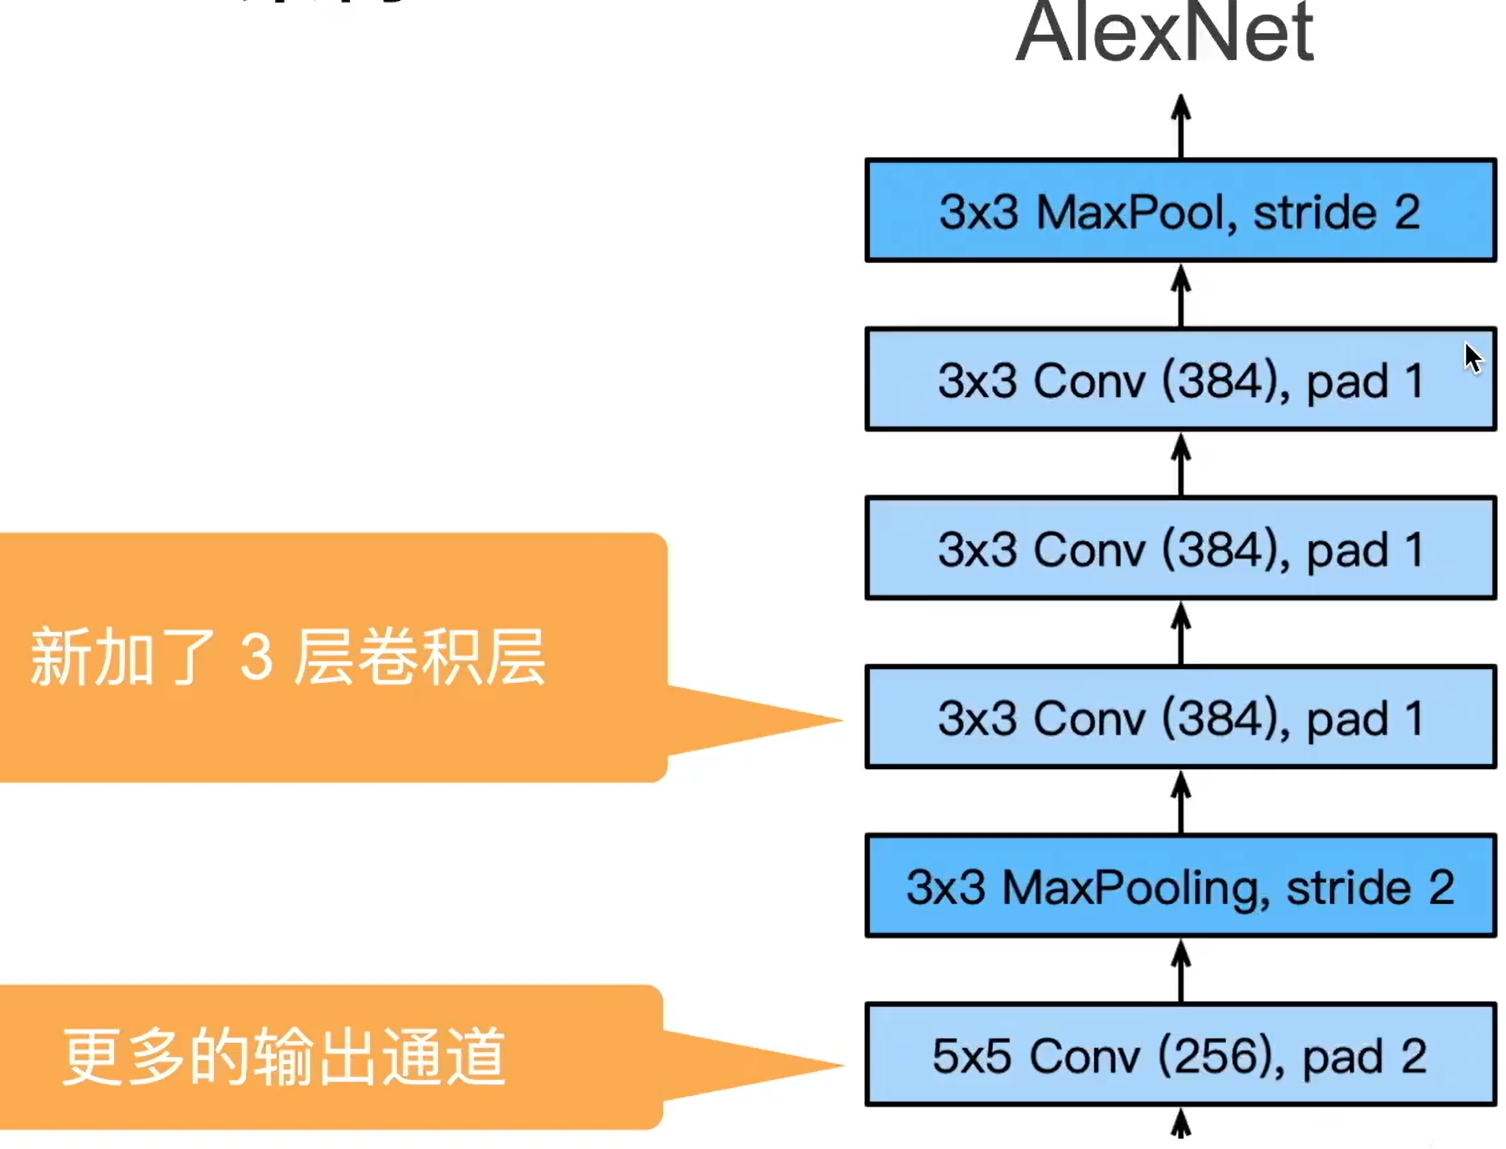 AlexNet
3x3 MaxPool, stride 2
3x3 Conv (384), pad 1
3x3 Conv (384), pad 1
新加了 3 层卷积层
3x3 Conv (384), pad 1
3x3 MaxPooling, stride 2
更多的输出通道
5x5 Conv (256), pad 2